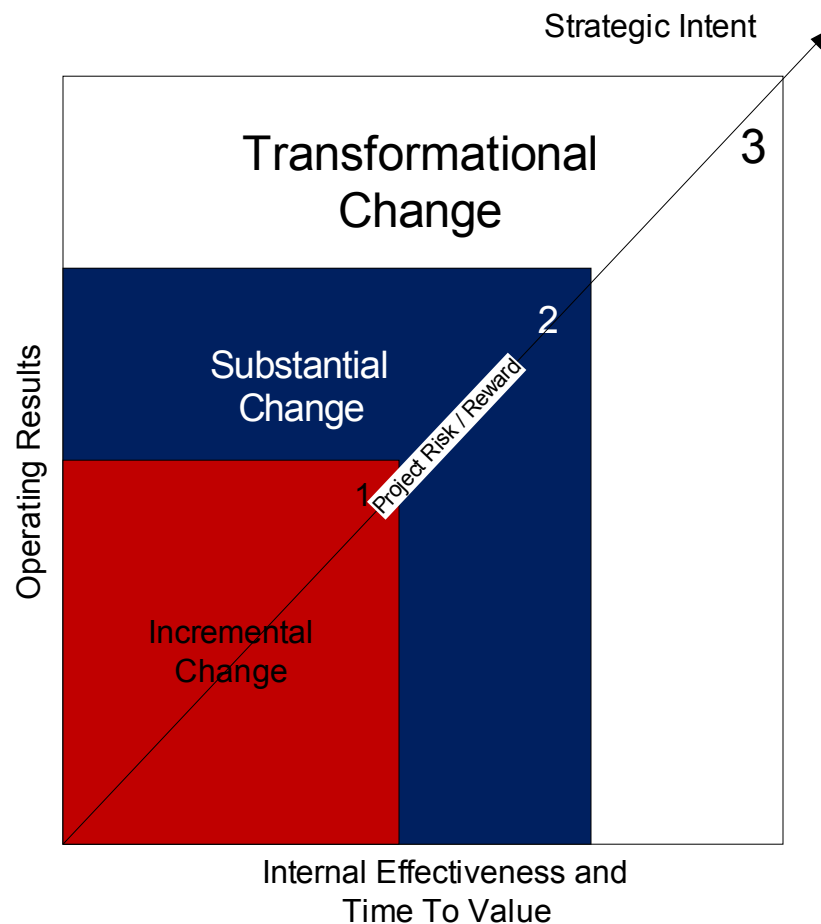 Strategic Intent
Transformational
Change
3
2
Substantial
Change
Project Risk / Reward
1
Operating Results
Incremental
Change
Internal Effectiveness and
Time To Value